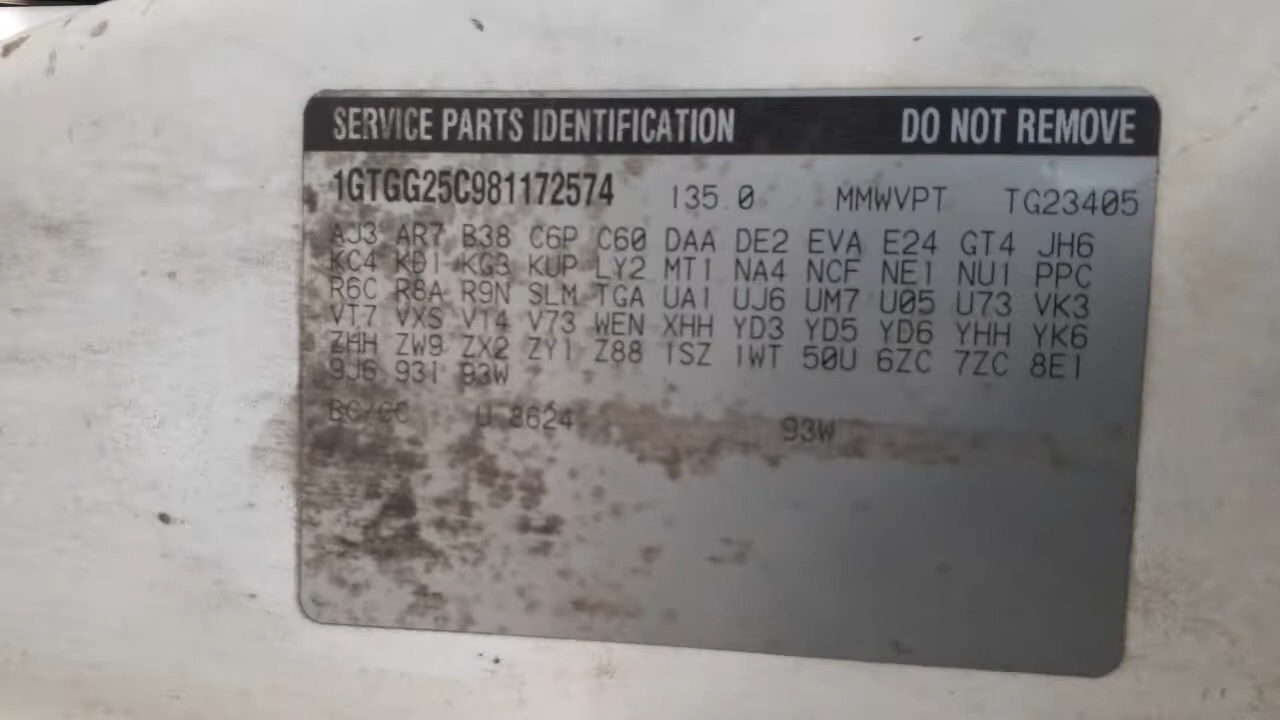 SERVICE PARTS IDENTIFICATION DO NOT REMOVE
1GTGG25C981172574 135.0 MMWVPT TG23405
AJ3 AR7 B38 C6P C60 DAA DE2 EVA E24 GT4 JH6
KC4 KD1 KG3 KUP LY2 MT1 NA4 NCF NE1 NU1 PPC
R6C R8A R9N SLM TGA UA1 UJ6 UM7 U05 U73 VK3
VT7 VXS V14 V73 WEN XHH YD3 YD5 YD6 YHH YK6
ZHH ZW9 ZX2 ZY1 Z88 1SZ 1WT 50U 6ZC 7ZC 8E1
9J6 93I 93W
BC/CC U 8624 93W